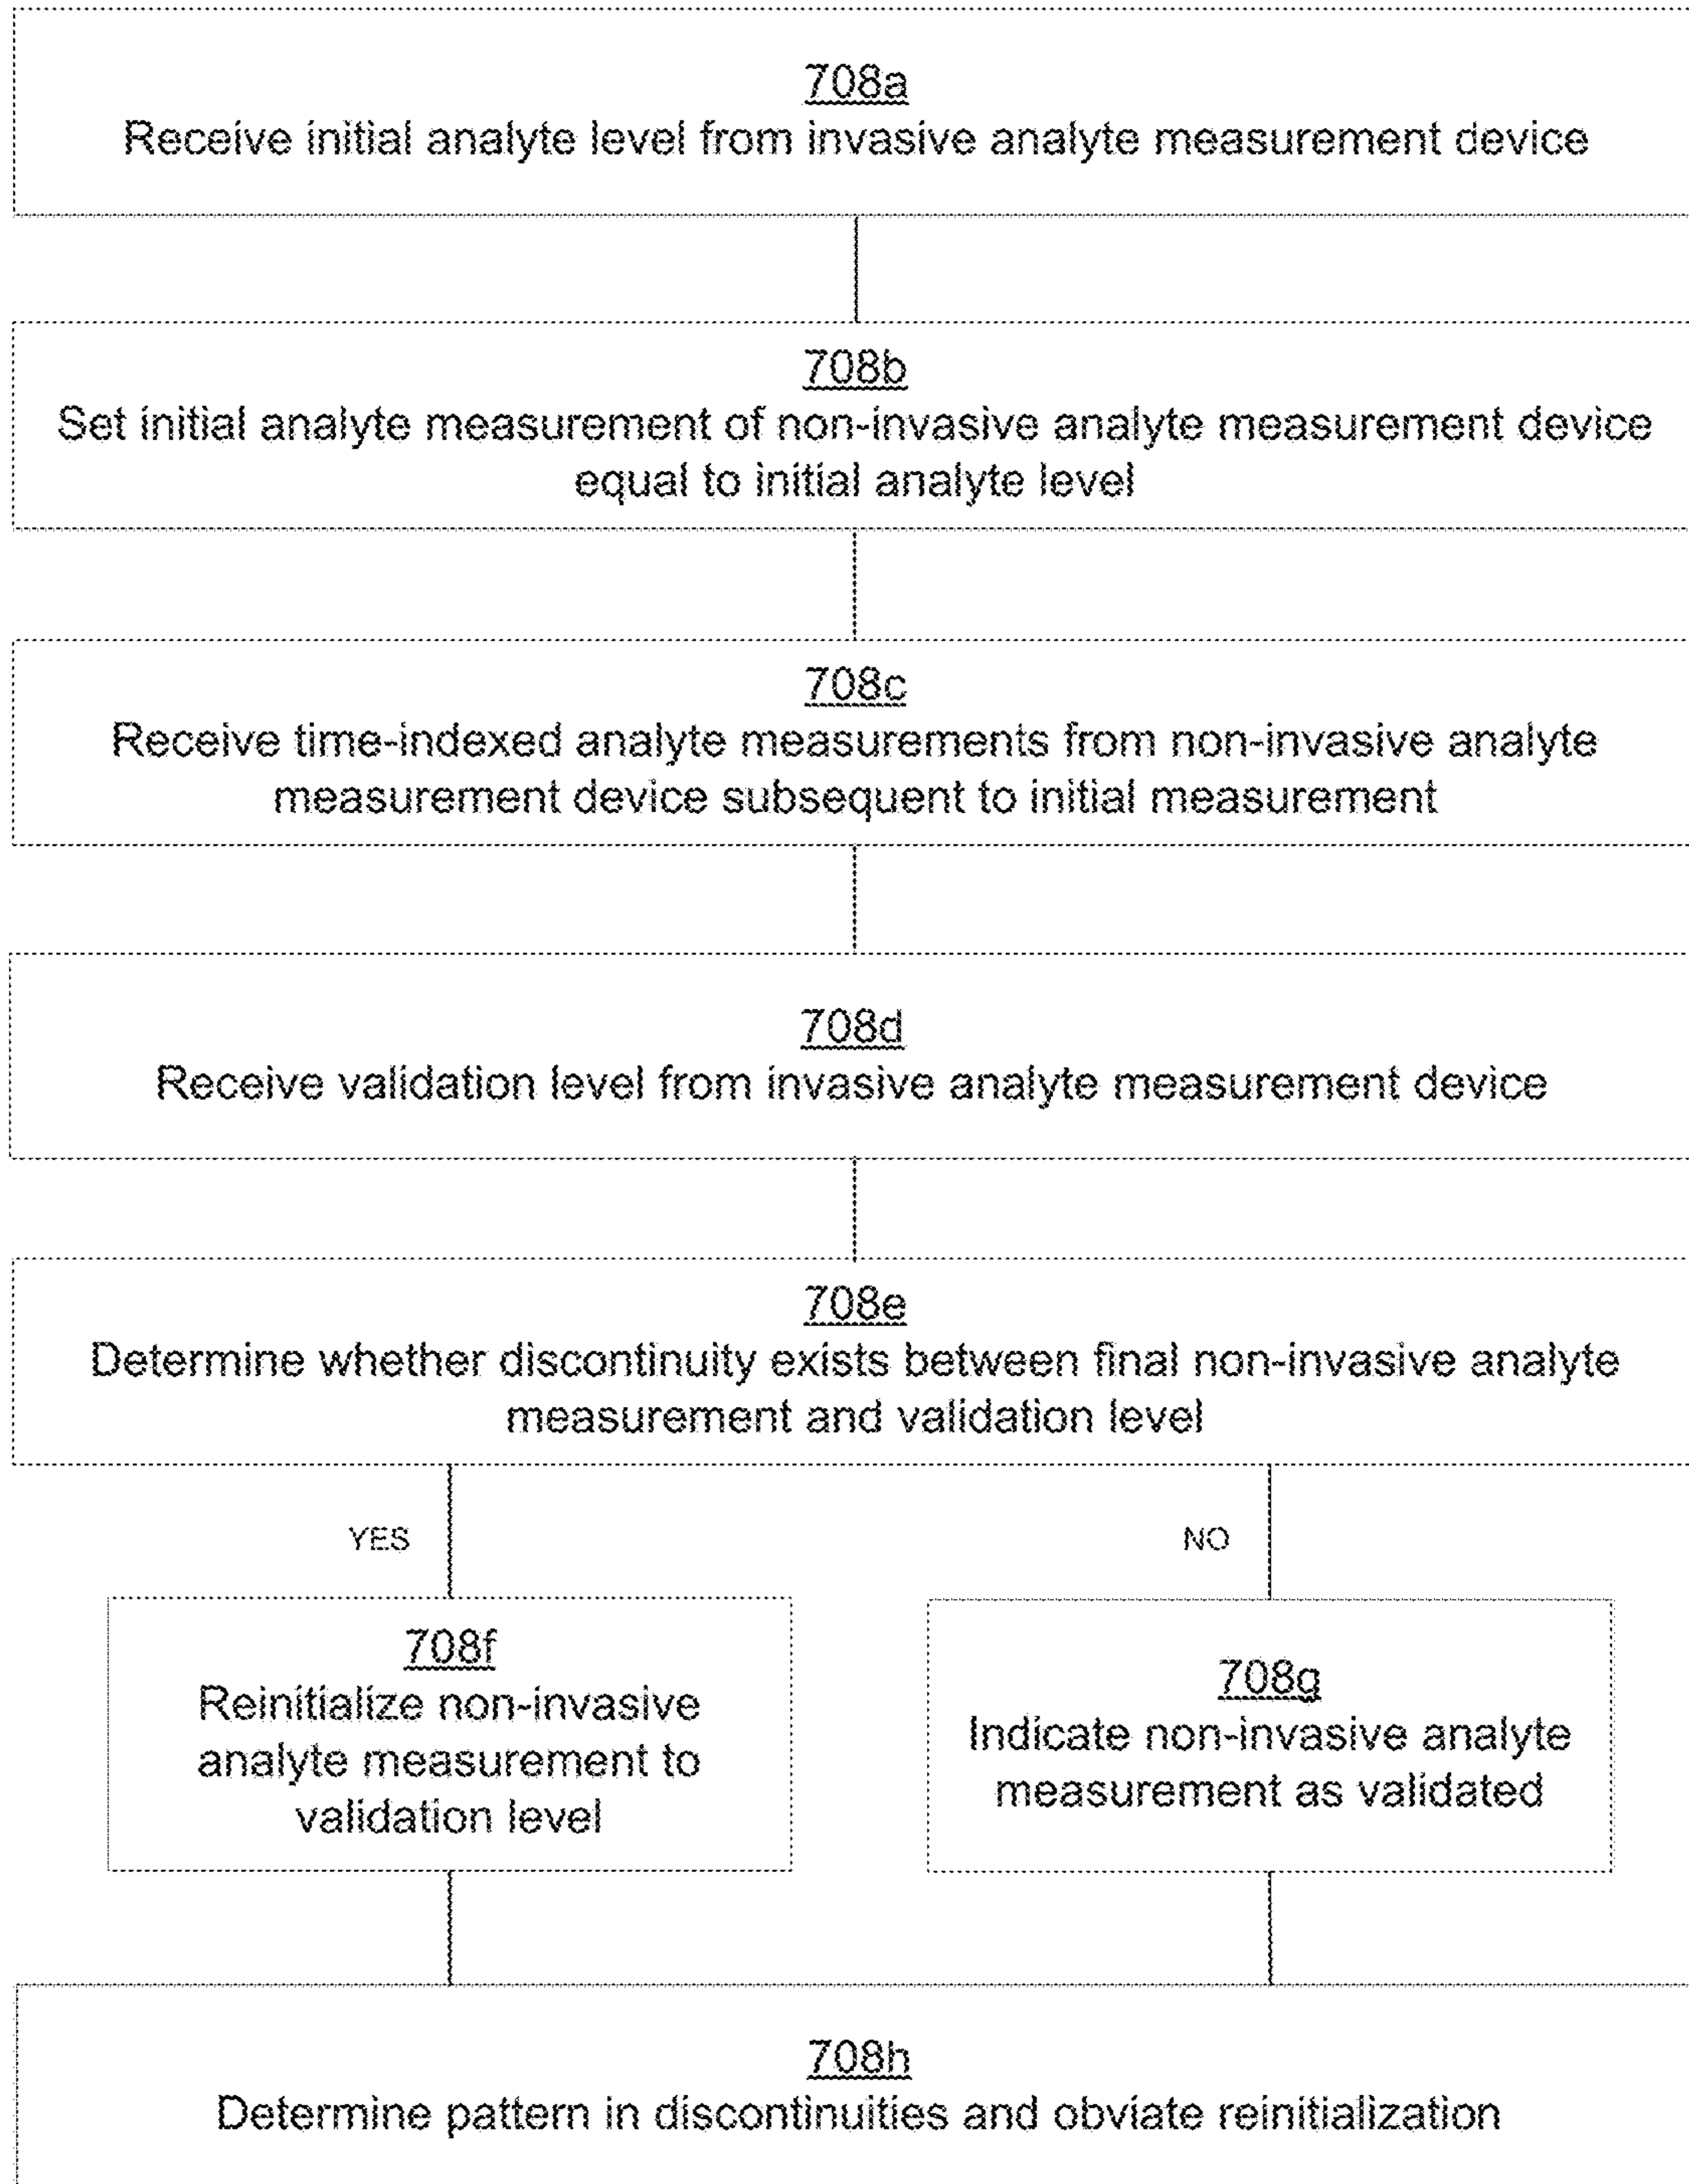 708a
Receive initial analyte level from invasive analyte measurement device
708b
Set initial analyte measurement of non-invasive analyte measurement device
equal to initial analyte level
708c
Receive time-indexed analyte measurements from non-invasive analyte
measurement device subsequent to initial measurement
708d
Receive validation level from invasive analyte measurement device
708e
Determine whether discontinuity exists between final non-invasive analyte
measurement and validation level
YES
NO
708f
Reinitialize non-invasive
analyte measurement to
validation level
708g
Indicate non-invasive analyte
measurement as validated
708h
Determine pattern in discontinuities and obviate reinitialization